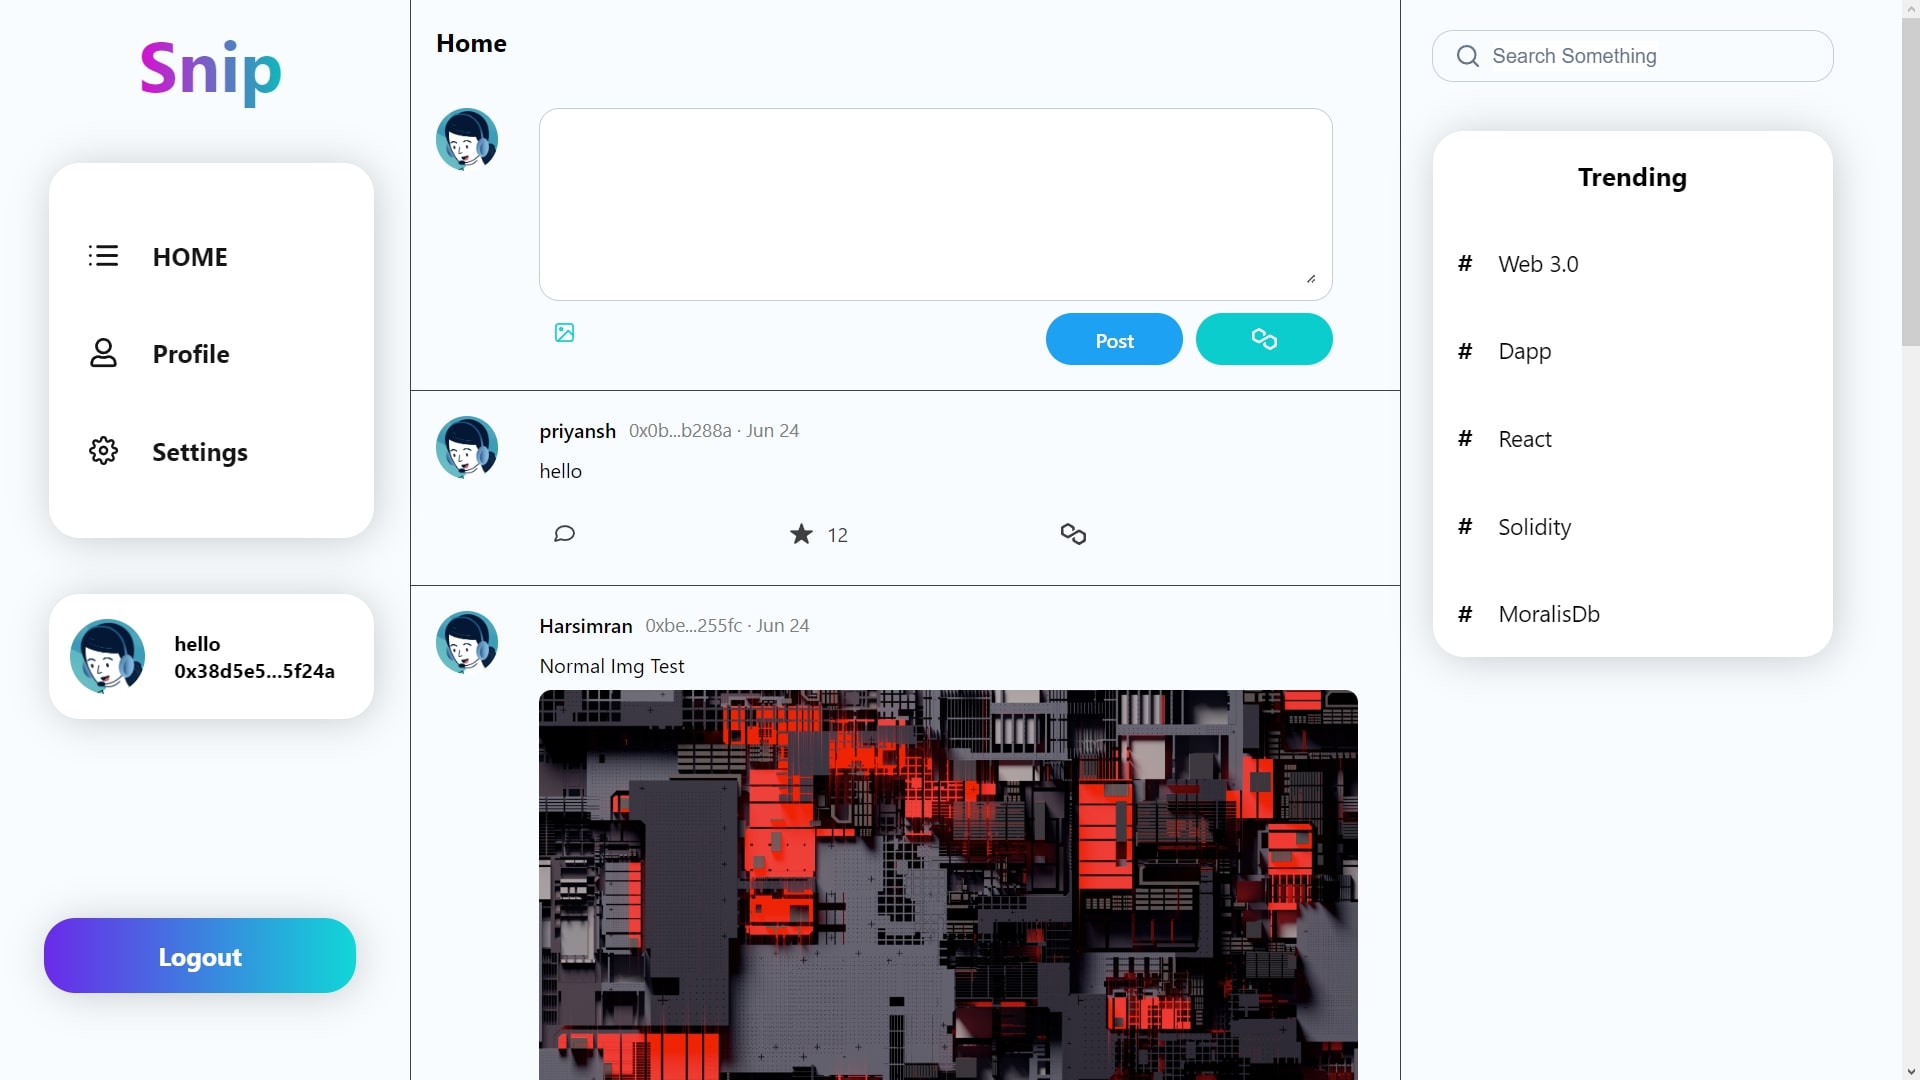 Snip
HOME
Profile
Settings
hello
0x38d5e5...5f24a
Logout
Home
Post
priyansh 0x0b...b288a · Jun 24
hello
12
Harsimran 0xbe...255fc · Jun 24
Normal Img Test
Search Something
Trending
# Web 3.0
# Dapp
# React
# Solidity
# MoralisDb